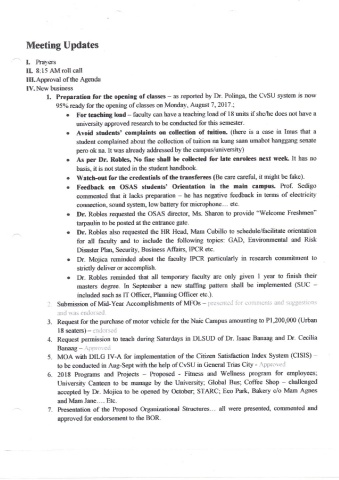 Meeting Updates
I. Prayers
II. 8:15 AM roll call
III. Approval of the Agenda
IV. New business
1. Preparation for the opening of classes – as reported by Dr. Polinga, the CvSU system is now
95% ready for the opening of classes on Monday, August 7, 2017.;
• For teaching load – faculty can have a teaching load of 18 units if she/he does not have a
university approved research to be conducted for this semester.
• Avoid students' complaints on collection of tuition. (there is a case in Imus that a
student complained about the collection of tuition na kung saan umabot hanggang senate
pero ok na. It was already addressed by the campus/university)
• As per Dr. Robles, No fine shall be collected for late enrolees next week. It has no
basis, it is not stated in the student handbook.
• Watch-out for the credentials of the transferees (Be care careful, it might be fake).
• Feedback on OSAS students' Orientation in the main campus. Prof. Sedigo
commented that it lacks preparation – he has negative feedback in terms of electricity
connection, sound system, low battery for microphone... etc.
• Dr. Robles requested the OSAS director, Ms. Sharon to provide "Welcome Freshmen"
tarpaulin to be posted at the entrance gate.
• Dr. Robles also requested the HR Head, Mam Cubillo to schedule/facilitate orientation
for all faculty and to include the following topics: GAD, Environmental and Risk
Disaster Plan, Security, Business Affairs, IPCR etc.
• Dr. Mojica reminded about the faculty IPCR particularly in research commitment to
strictly deliver or accomplish.
• Dr. Robles reminded that all temporary faculty are only given 1 year to finish their
masters degree. In September a new staffing pattern shall be implemented (SUC –
included such as IT Officer, Planning Officer etc.).
2. Submission of Mid-Year Accomplishments of MFOs – presented for comments and suggestions
and was endorsed
3. Request for the purchase of motor vehicle for the Naic Campus amounting to P1,200,000 (Urban
18 seaters) – endorsed
4. Request permission to teach during Saturdays in DLSUD of Dr. Isaac Banaag and Dr. Cecilia
Banaag – Approved
5. MOA with DILG IV-A for implementation of the Citizen Satisfaction Index System (CISIS) –
to be conducted in Aug-Sept with the help of CvSU in General Trias City - Approved
6. 2018 Programs and Projects – Proposed - Fitness and Wellness program for employees;
University Canteen to be manage by the University; Global Bus; Coffee Shop – challenged
accepted by Dr. Mojica to be opened by October; STARC; Eco Park, Bakery c/o Mam Agnes
and Mam Jane.... Etc.
7. Presentation of the Proposed Organizational Structures... all were presented, commented and
approved for endorsement to the BOR.